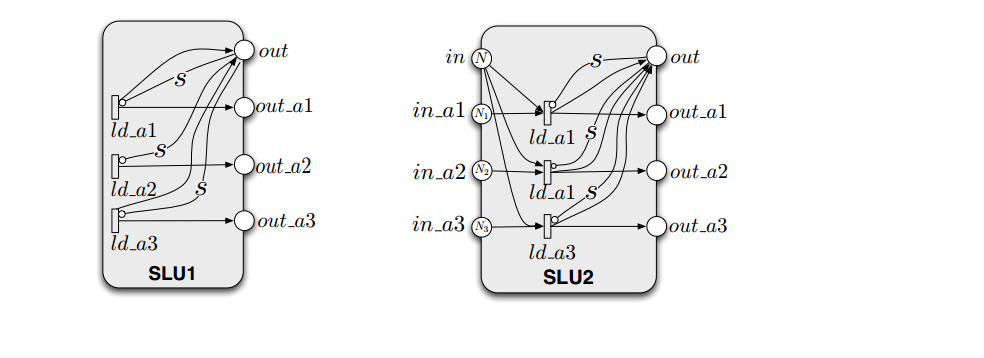 out
s
out_a1
ld_a1
s
out_a2
ld_a2
s
out_a3
ld_a3
SLU1
in
N
s
out
in_a1
N1
out_a1
ld_a1
s
in_a2
N2
out_a2
ld_a1
s
in_a3
N3
out_a3
ld_a3
SLU2